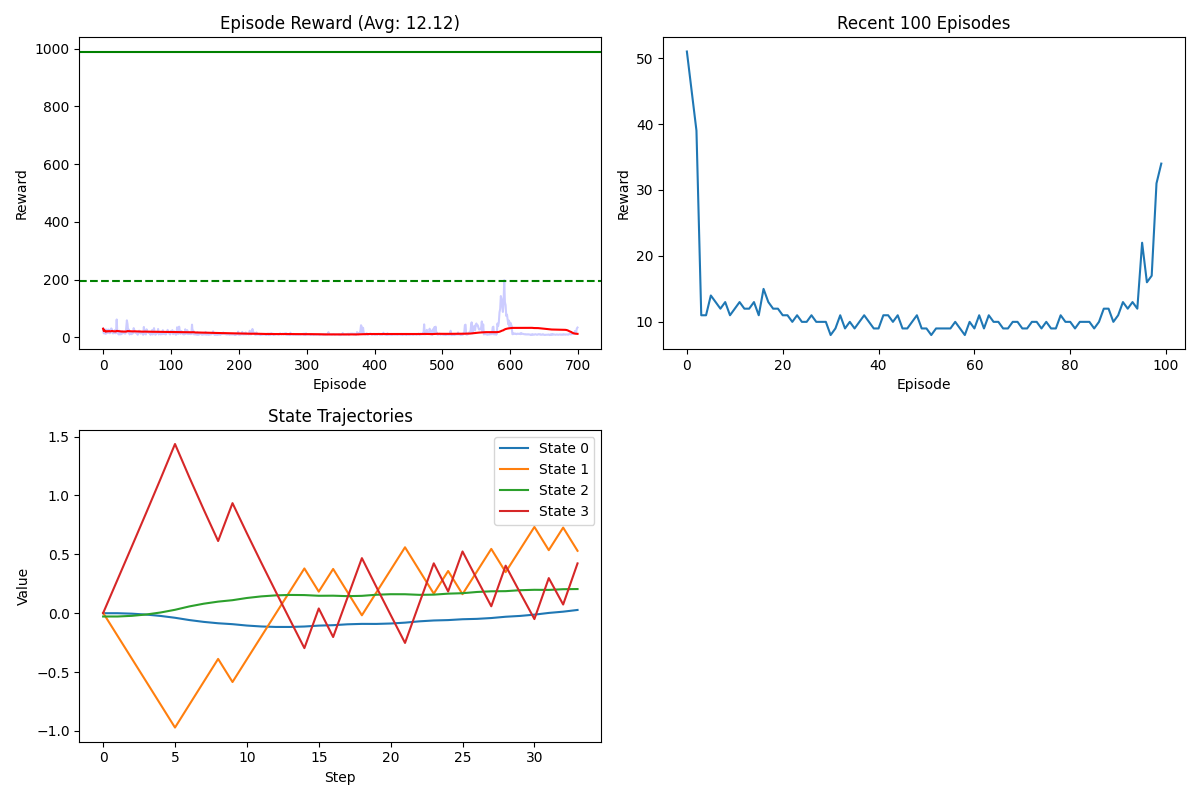 Episode Reward (Avg: 12.12)
Reward
1000
800
600
400
200
0
0 100 200 300 400 500 600 700
Episode
Recent 100 Episodes
Reward
50
40
30
20
10
0 20 40 60 80 100
Episode
State Trajectories
Value
1.5
1.0
0.5
0.0
−0.5
−1.0
State 0
State 1
State 2
State 3
0 5 10 15 20 25 30
Step